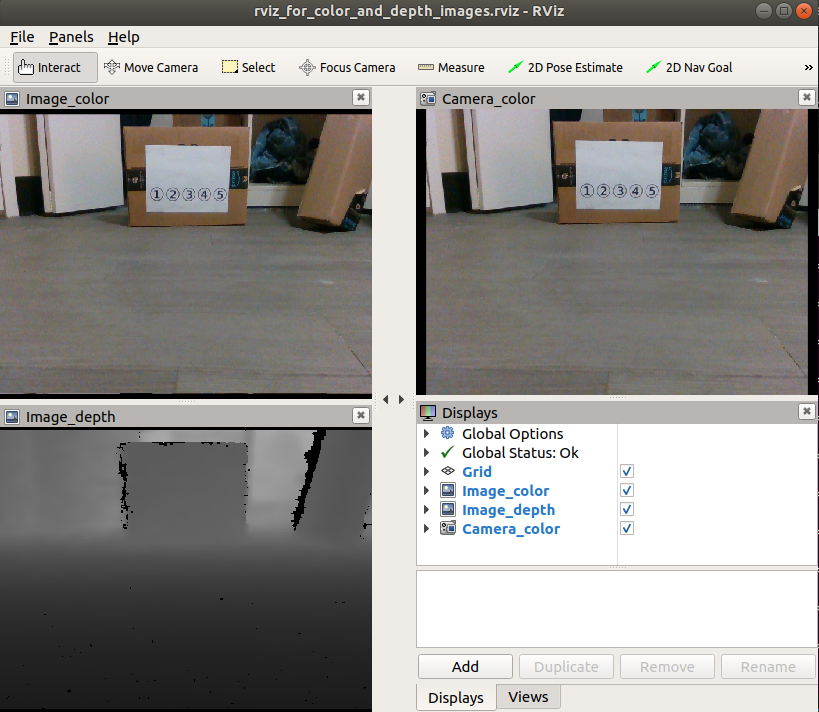 rviz_for_color_and_depth_images.rviz - RViz
File Panels Help
Interact Move Camera Select Focus Camera Measure 2D Pose Estimate 2D Nav Goal »
Image_color
①②③④⑤
Camera_color
①②③④⑤
Image_depth
Displays
Global Options
Global Status: Ok
Grid
Image_color
Image_depth
Camera_color
Add Duplicate Remove Rename
Displays Views